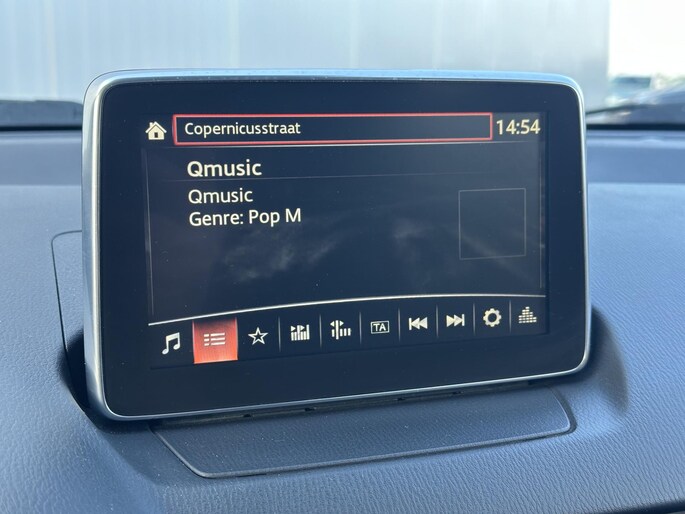 Copernicusstraat
14:54
Qmusic
Qmusic
Genre: Pop M
TA